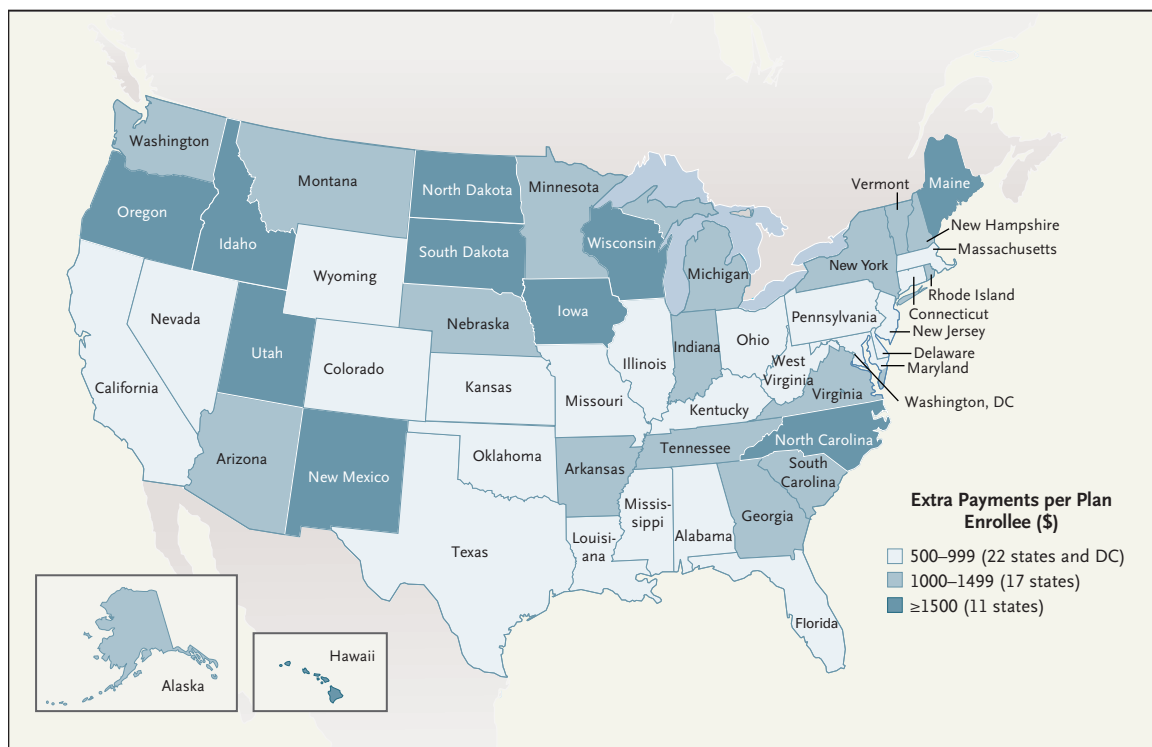 Washington
Montana
North Dakota
Minnesota
Vermont
Maine
Oregon
Idaho
South Dakota
Wisconsin
Michigan
New York
New Hampshire
Massachusetts
Wyoming
Rhode Island
Connecticut
New Jersey
Nevada
Nebraska
Iowa
Pennsylvania
Ohio
Delaware
Maryland
Utah
Colorado
Kansas
Illinois
Indiana
West
Virginia
Washington, DC
California
Missouri
Kentucky
Virginia
North Carolina
Arizona
New Mexico
Oklahoma
Arkansas
Tennessee
South
Carolina
Texas
Louisi-
ana
Missis-
sippi
Alabama
Georgia
Florida
Alaska
Hawaii
Extra Payments per Plan
Enrollee ($)
500–999 (22 states and DC)
1000–1499 (17 states)
≥1500 (11 states)